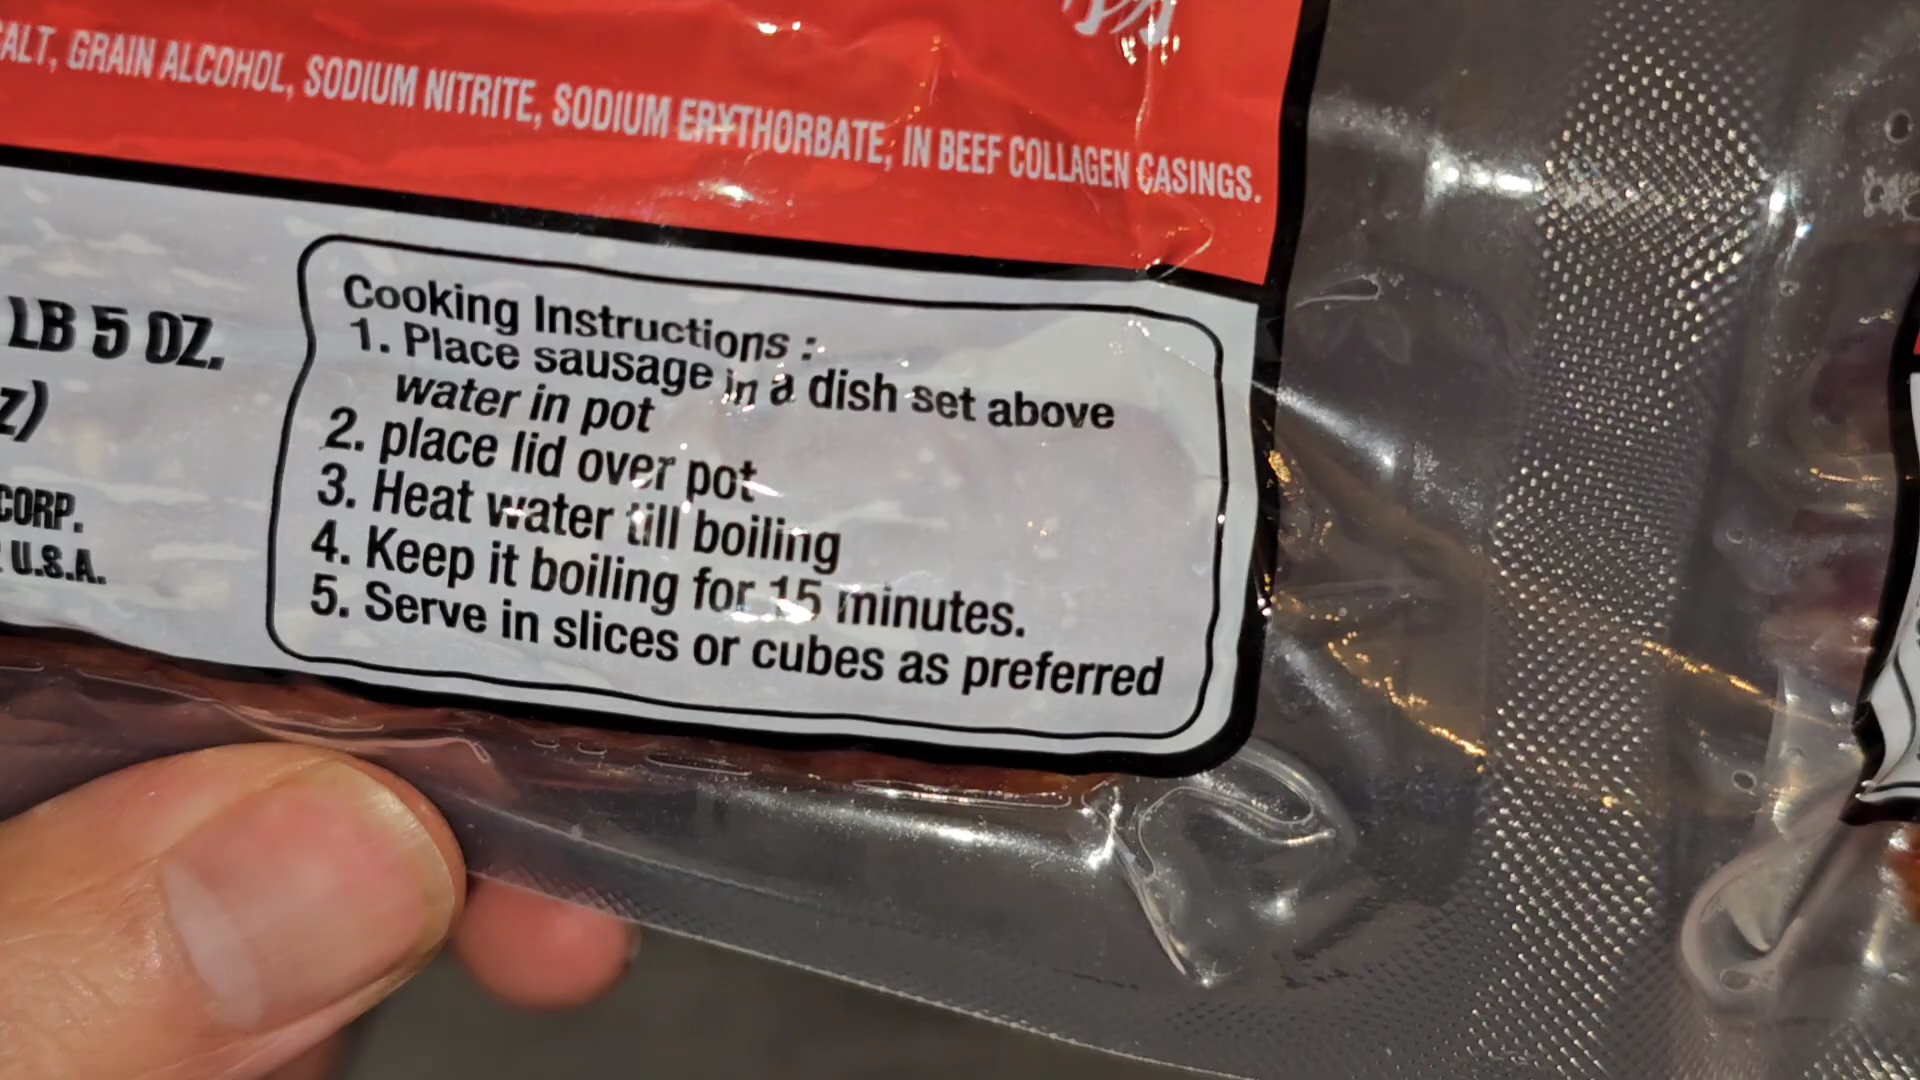 ALT, GRAIN ALCOHOL, SODIUM NITRITE, SODIUM ERYTHORBATE, IN BEEF COLLAGEN CASINGS.
LB 5 OZ.
z)
CORP.
U.S.A.
Cooking Instructions :
1. Place sausage in a dish set above
water in pot
2. place lid over pot
3. Heat water till boiling
4. Keep it boiling for 15 minutes.
5. Serve in slices or cubes as preferred